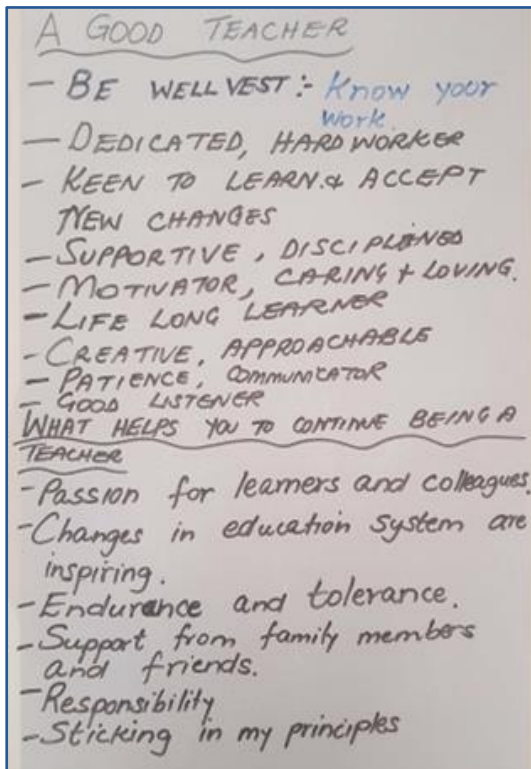 A GOOD TEACHER
- BE WELL VEST:- Know your
work.
- DEDICATED, HARD WORKER
- KEEN TO LEARN & ACCEPT
NEW CHANGES
- SUPPORTIVE, DISCIPLINED
- MOTIVATOR, CARING + LOVING.
- LIFE LONG LEARNER
- CREATIVE, APPROACHABLE
- PATIENCE, COMMUNICATOR
- GOOD LISTENER
WHAT HELPS YOU TO CONTINUE BEING A
TEACHER
- Passion for learners and colleagues
- Changes in education system are
inspiring.
- Endurance and tolerance.
- Support from family members
and friends.
- Responsibility
- Sticking in my principles